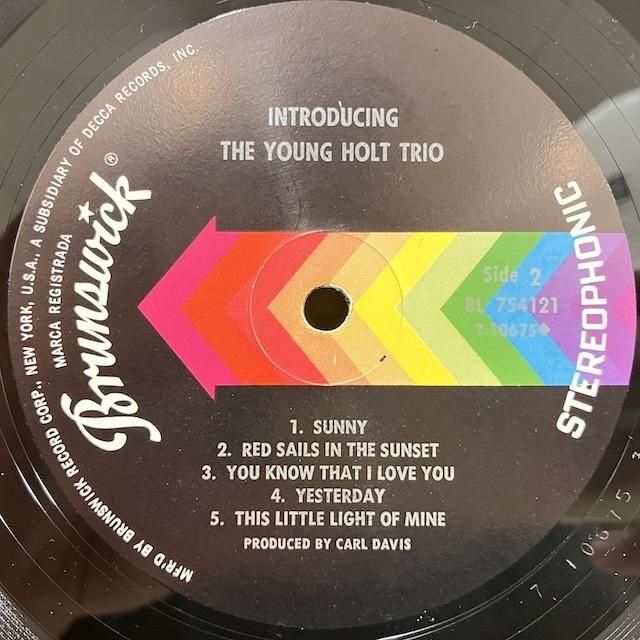 INTRODUCING
THE YOUNG HOLT TRIO
Brunswick ®
MARCA REGISTRADA
MFR'D BY BRUNSWICK RECORD CORP., NEW YORK, U.S.A., A SUBSIDIARY OF DECCA RECORDS, INC.
Side 2
BL 754121
7-10675◆
STEREOPHONIC
1. SUNNY
2. RED SAILS IN THE SUNSET
3. YOU KNOW THAT I LOVE YOU
4. YESTERDAY
5. THIS LITTLE LIGHT OF MINE
PRODUCED BY CARL DAVIS